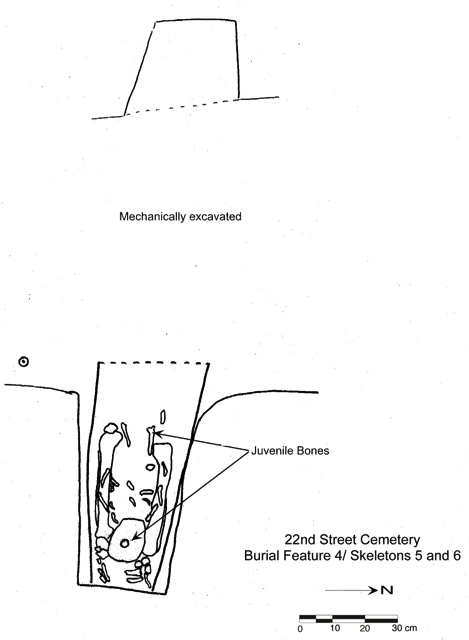 Mechanically excavated
Juvenile Bones
22nd Street Cemetery
Burial Feature 4/ Skeletons 5 and 6
N
0 10 20 30 cm